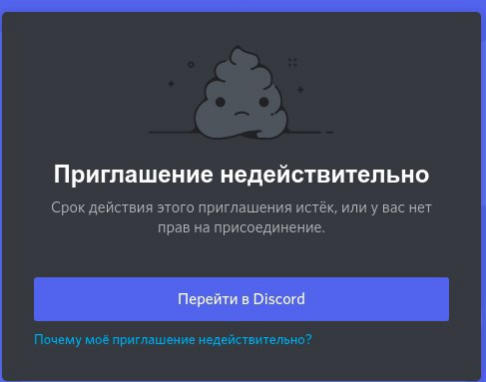 Приглашение недействительно
Срок действия этого приглашения истёк, или у вас нет
прав на присоединение.
Перейти в Discord
Почему моё приглашение недействительно?